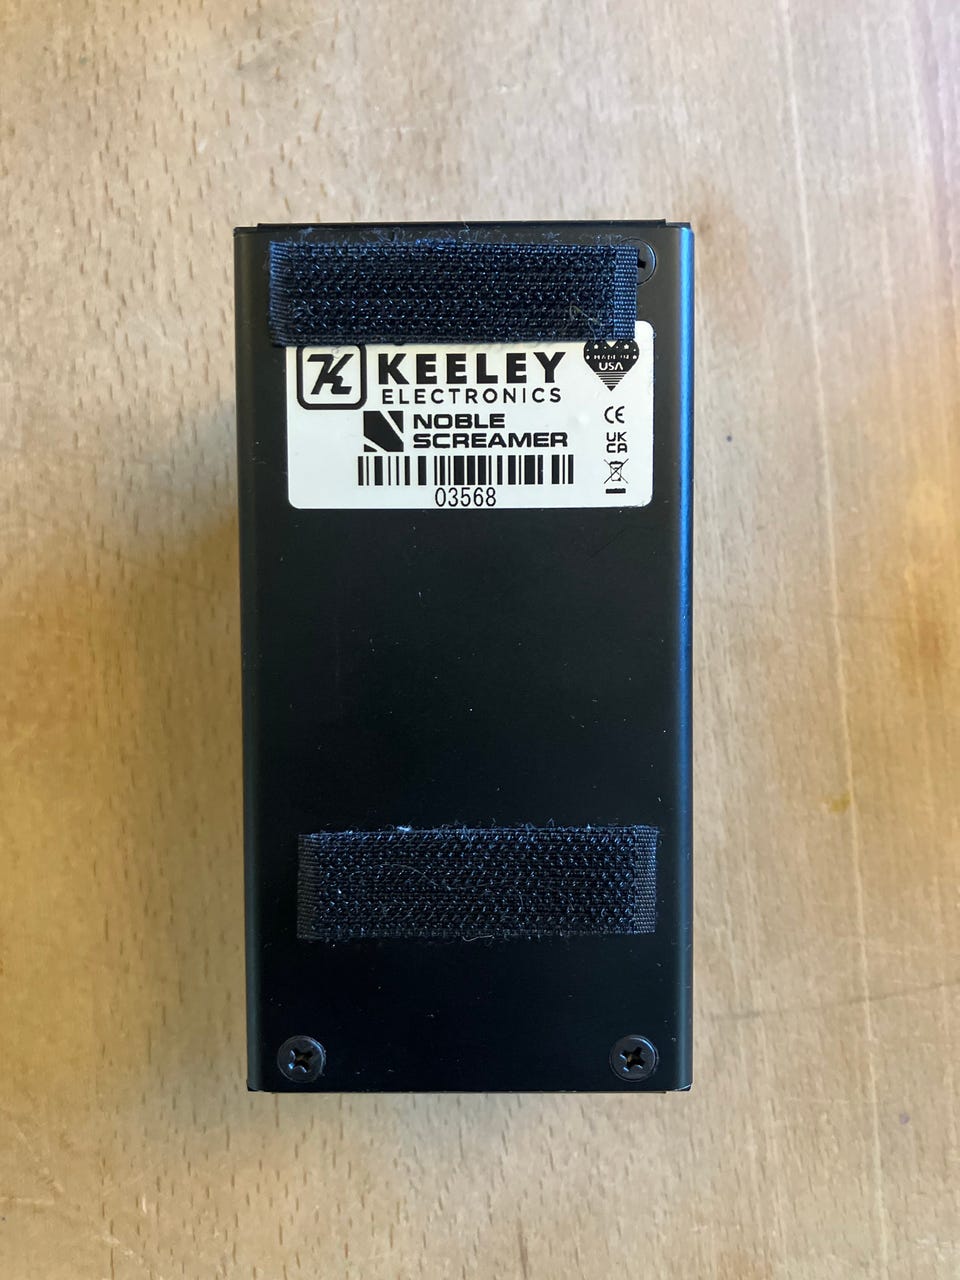 K KEELEY
ELECTRONICS
MADE IN
USA
NOBLE
SCREAMER
CE
UK
CA
03568